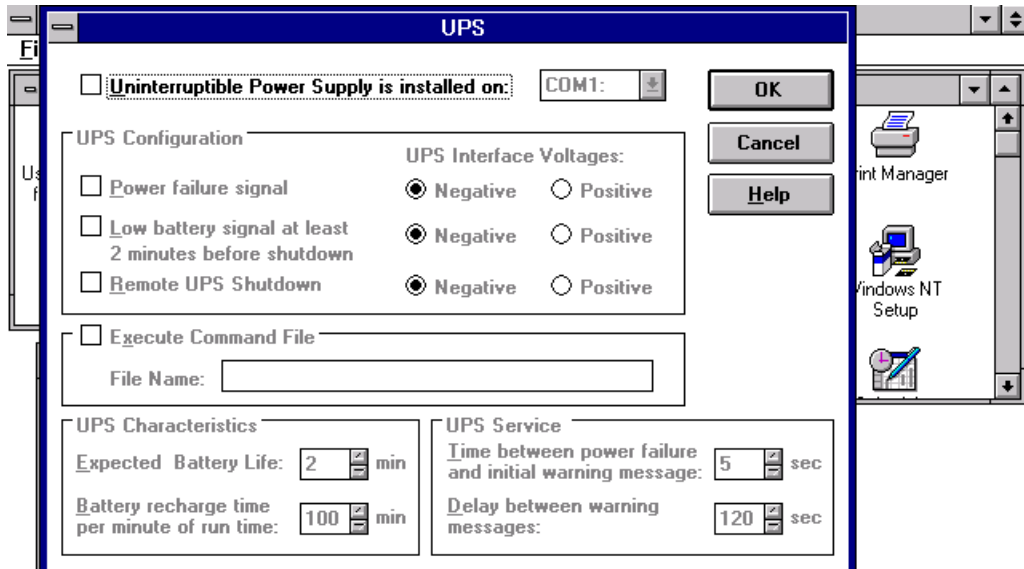 UPS
Fi
Uninterruptible Power Supply is installed on:
COM1:
OK
UPS Configuration
UPS Interface Voltages:
Cancel
Power failure signal
Negative
Positive
Help
Low battery signal at least
2 minutes before shutdown
Negative
Positive
Remote UPS Shutdown
Negative
Positive
Execute Command File
File Name:
UPS Characteristics
Expected Battery Life:
2
min
Battery recharge time
per minute of run time:
100
min
UPS Service
Time between power failure
and initial warning message:
5
sec
Delay between warning
messages:
120
sec
int Manager
Windows NT
Setup